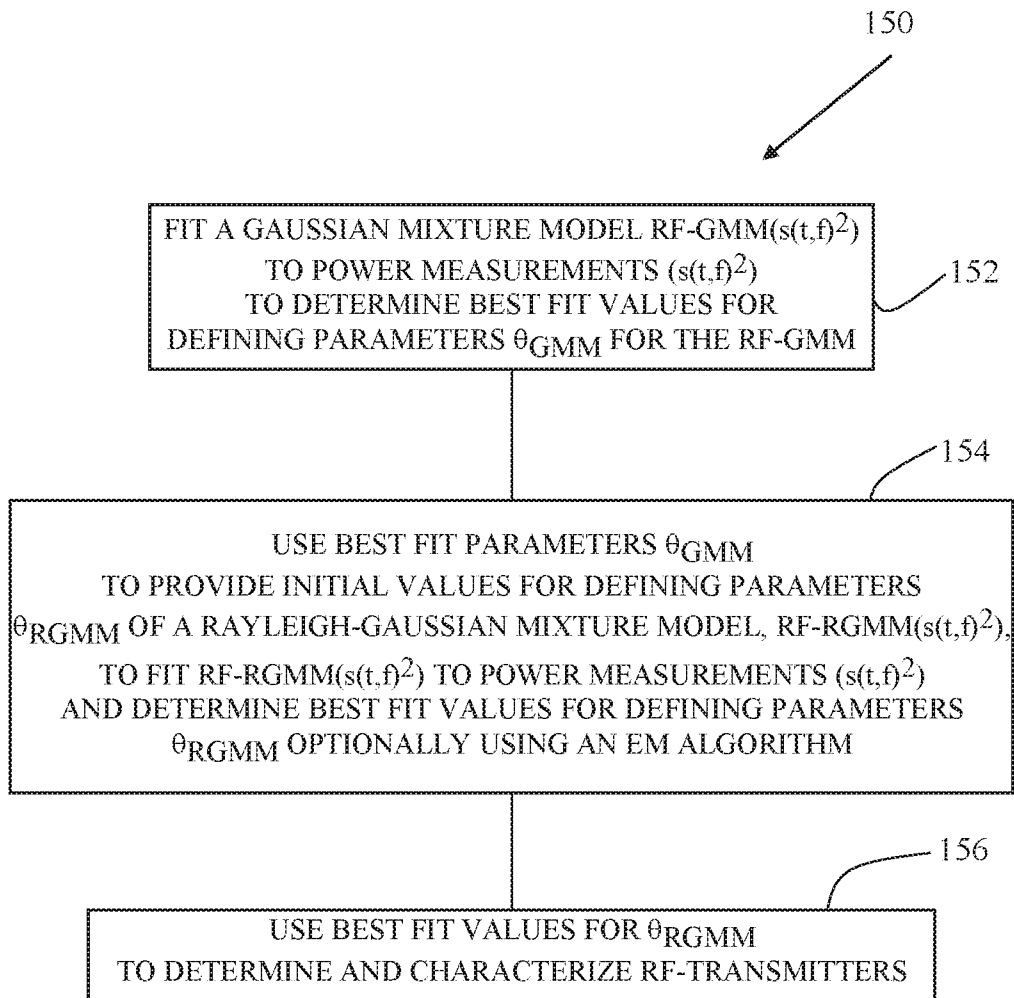 150
FIT A GAUSSIAN MIXTURE MODEL RF-GMM(s(t,f)²)
TO POWER MEASUREMENTS (s(t,f)²)
TO DETERMINE BEST FIT VALUES FOR
DEFINING PARAMETERS θGMM FOR THE RF-GMM
152
154
USE BEST FIT PARAMETERS θGMM
TO PROVIDE INITIAL VALUES FOR DEFINING PARAMETERS
θRGMM OF A RAYLEIGH-GAUSSIAN MIXTURE MODEL, RF-RGMM(s(t,f)²),
TO FIT RF-RGMM(s(t,f)²) TO POWER MEASUREMENTS (s(t,f)²)
AND DETERMINE BEST FIT VALUES FOR DEFINING PARAMETERS
θRGMM OPTIONALLY USING AN EM ALGORITHM
156
USE BEST FIT VALUES FOR θRGMM
TO DETERMINE AND CHARACTERIZE RF-TRANSMITTERS